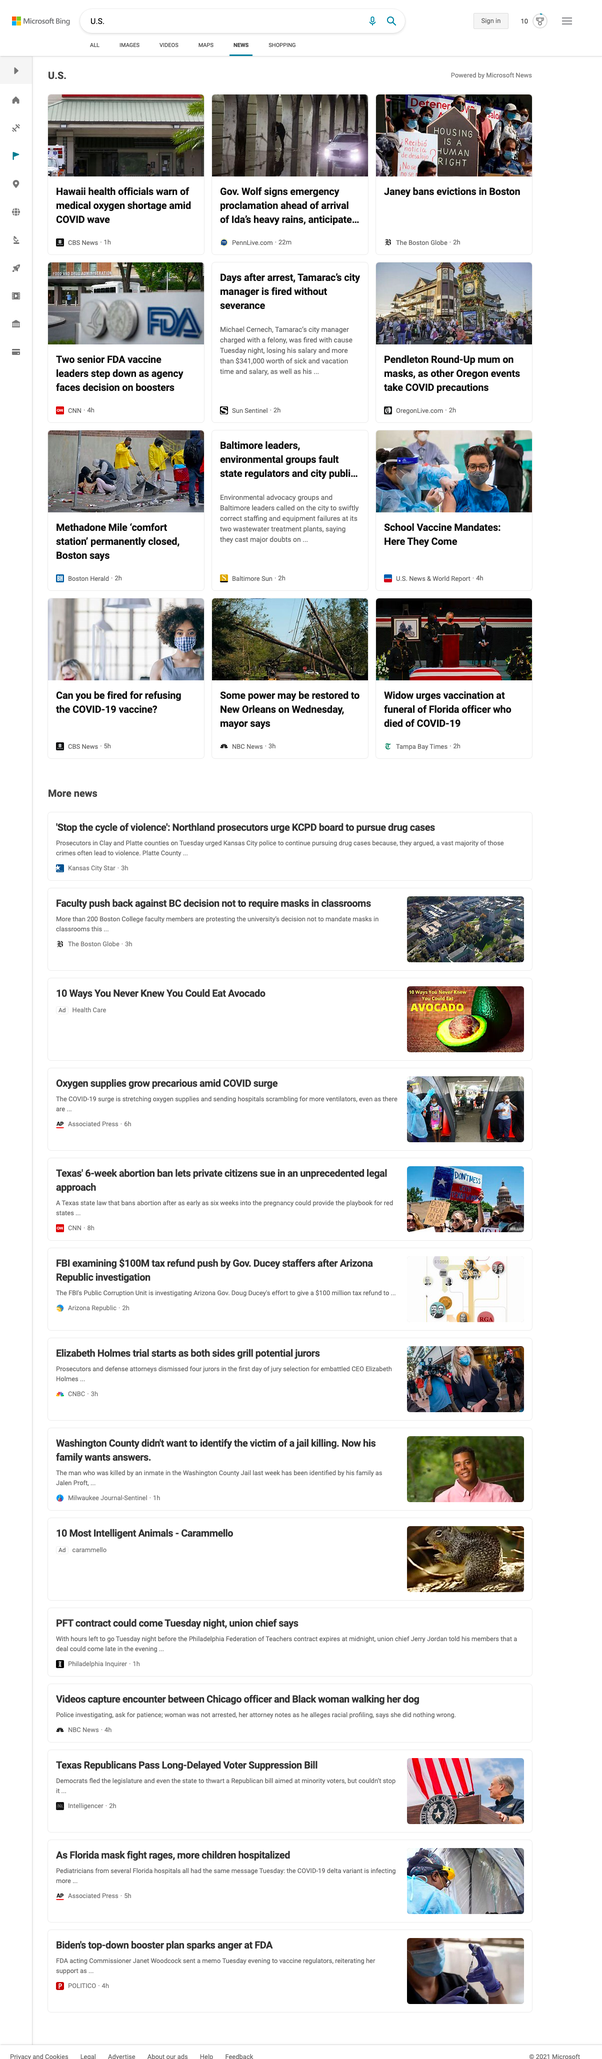 Microsoft Bing
U.S.
Sign in
10
ALL
IMAGES
VIDEOS
MAPS
NEWS
SHOPPING
U.S.
Powered by Microsoft News
Hawaii health officials warn of
medical oxygen shortage amid
COVID wave
CBS News · 1h
Gov. Wolf signs emergency
proclamation ahead of arrival
of Ida's heavy rains, anticipate...
PennLive.com · 22m
HOUSING
IS A
HUMAN
RIGHT
Janey bans evictions in Boston
The Boston Globe · 2h
FDA
Two senior FDA vaccine
leaders step down as agency
faces decision on boosters
CNN · 4h
Days after arrest, Tamarac's city
manager is fired without
severance
Michael Cernech, Tamarac's city manager
charged with a felony, was fired with cause
Tuesday night, losing his salary and more
than $341,000 worth of sick and vacation
time and salary, as well as his ...
Sun Sentinel · 2h
Pendleton Round-Up mum on
masks, as other Oregon events
take COVID precautions
OregonLive.com · 2h
Methadone Mile 'comfort
station' permanently closed,
Boston says
Boston Herald · 2h
Baltimore leaders,
environmental groups fault
state regulators and city publi...
Environmental advocacy groups and
Baltimore leaders called on the city to swiftly
correct staffing and equipment failures at its
two wastewater treatment plants, saying
they cast major doubts on ...
Baltimore Sun · 2h
School Vaccine Mandates:
Here They Come
U.S. News & World Report · 4h
Can you be fired for refusing
the COVID-19 vaccine?
CBS News · 5h
Some power may be restored to
New Orleans on Wednesday,
mayor says
NBC News · 3h
Widow urges vaccination at
funeral of Florida officer who
died of COVID-19
Tampa Bay Times · 2h
More news
'Stop the cycle of violence': Northland prosecutors urge KCPD board to pursue drug cases
Prosecutors in Clay and Platte counties on Tuesday urged Kansas City police to continue pursuing drug cases because, they argued, a vast majority of those
crimes often lead to violence. Platte County ...
Kansas City Star · 3h
Faculty push back against BC decision not to require masks in classrooms
More than 200 Boston College faculty members are protesting the university's decision not to mandate masks in
classrooms this ...
The Boston Globe · 3h
10 Ways You Never Knew You Could Eat Avocado
Ad Health Care
10 Ways You Never Knew
You Could Eat
AVOCADO
Oxygen supplies grow precarious amid COVID surge
The COVID-19 surge is stretching oxygen supplies and sending hospitals scrambling for more ventilators, even as there
are ...
AP Associated Press · 6h
Texas' 6-week abortion ban lets private citizens sue in an unprecedented legal
approach
A Texas state law that bans abortion after as early as six weeks into the pregnancy could provide the playbook for red
states ...
CNN · 8h
FBI examining $100M tax refund push by Gov. Ducey staffers after Arizona
Republic investigation
The FBI's Public Corruption Unit is investigating Arizona Gov. Doug Ducey's effort to give a $100 million tax refund to ...
Arizona Republic · 2h
RGA
Elizabeth Holmes trial starts as both sides grill potential jurors
Prosecutors and defense attorneys dismissed four jurors in the first day of jury selection for embattled CEO Elizabeth
Holmes ...
CNBC · 3h
Washington County didn't want to identify the victim of a jail killing. Now his
family wants answers.
The man who was killed by an inmate in the Washington County Jail last week has been identified by his family as
Jalen Proft, ...
Milwaukee Journal-Sentinel · 1h
10 Most Intelligent Animals - Carammello
Ad carammello
PFT contract could come Tuesday night, union chief says
With hours left to go Tuesday night before the Philadelphia Federation of Teachers contract expires at midnight, union chief Jerry Jordan told his members that a
deal could come late in the evening ...
Philadelphia Inquirer · 1h
Videos capture encounter between Chicago officer and Black woman walking her dog
Police investigating, ask for patience; woman was not arrested, her attorney notes as he alleges racial profiling, says she did nothing wrong.
NBC News · 4h
Texas Republicans Pass Long-Delayed Voter Suppression Bill
Democrats fled the legislature and even the state to thwart a Republican bill aimed at minority voters, but couldn't stop
it ...
Intelligencer · 2h
As Florida mask fight rages, more children hospitalized
Pediatricians from several Florida hospitals all had the same message Tuesday: the COVID-19 delta variant is infecting
more ...
AP Associated Press · 5h
Biden's top-down booster plan sparks anger at FDA
FDA acting Commissioner Janet Woodcock sent a memo Tuesday evening to vaccine regulators, reiterating her
support as ...
POLITICO · 4h
Privacy and Cookies
Legal
Advertise
About our ads
Help
Feedback
© 2021 Microsoft